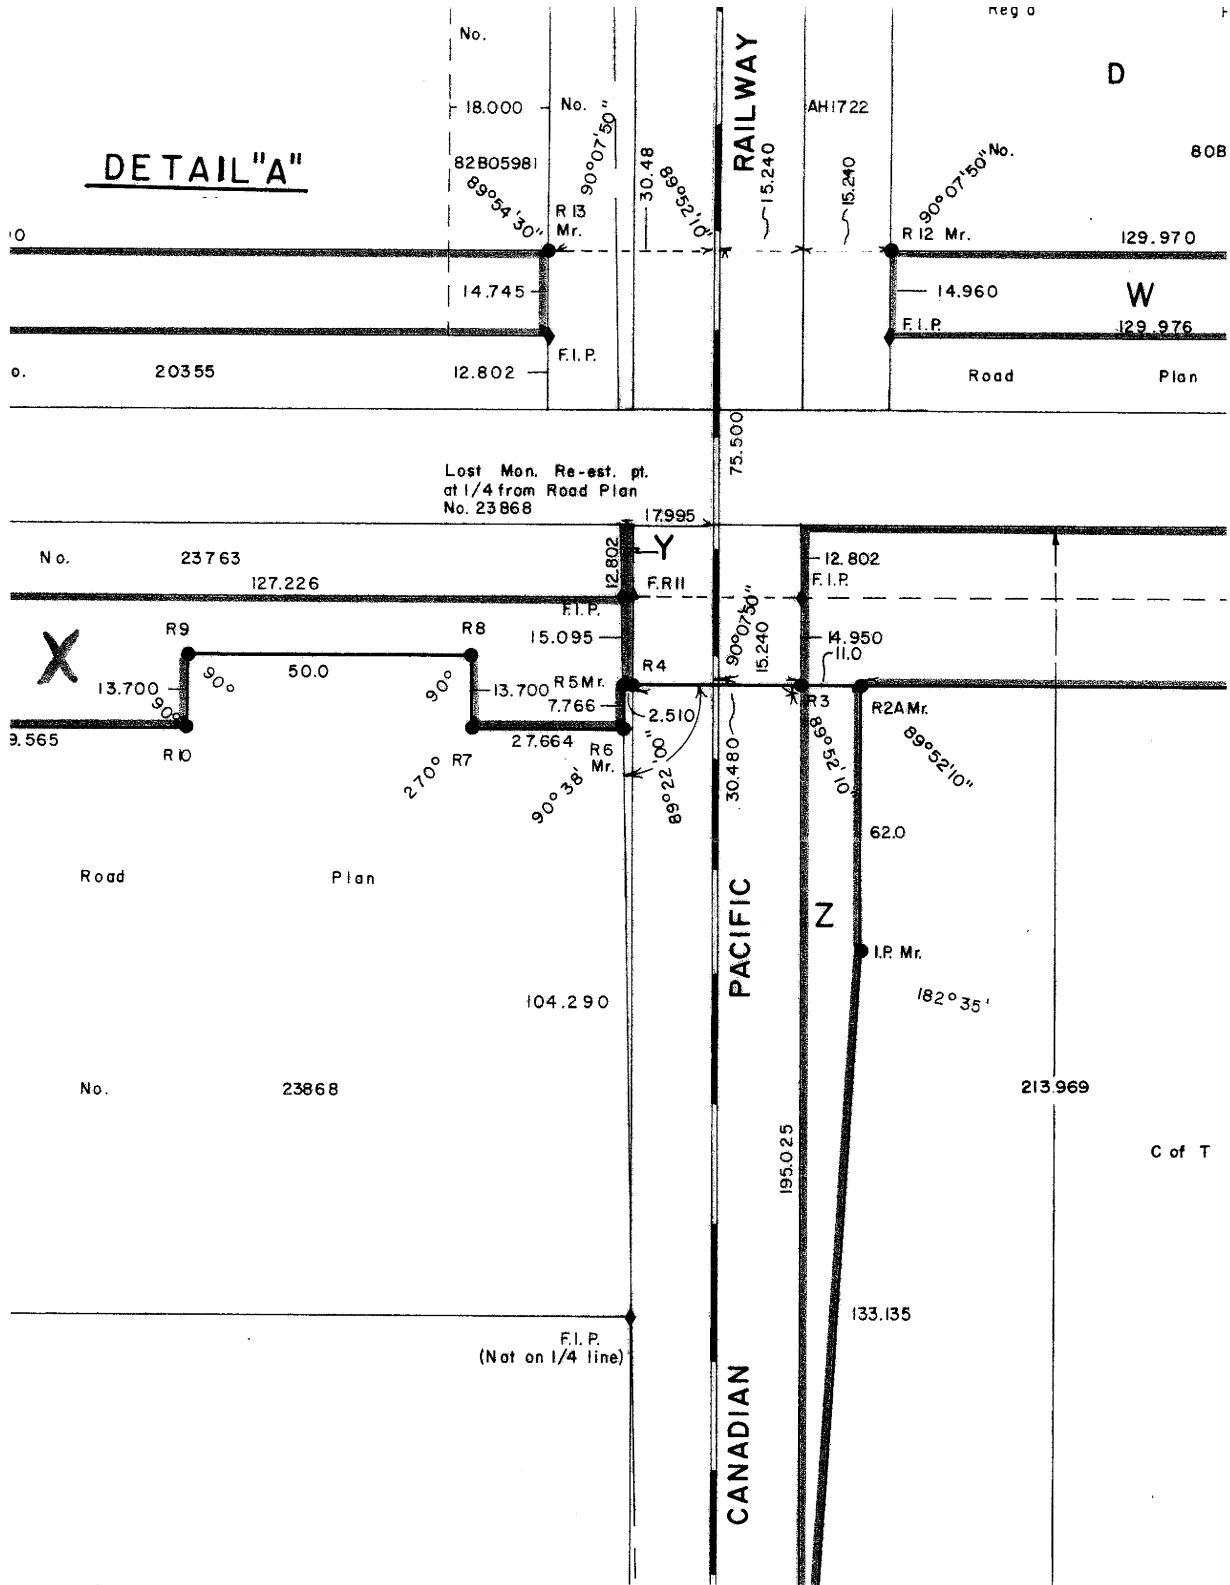 No.
Reg'd
D
RAILWAY
18.000
No.
AH1722
DETAIL "A"
82B05981
90°07'50"
30.48
89°52'10"
15.240
15.240
90°07'50"
No.
80B
89°54'30"
R 13
Mr.
R 12 Mr.
129.970
14.745
14.960
W
F.I.P.
129.976
F.I.P.
20355
12.802
Road Plan
75.500
Lost Mon. Re-est. pt.
at 1/4 from Road Plan
No. 23868
17.995
No. 23763
12.802
Y
12.802
127.226
F.R11
F.I.P.
F.I.P.
X
R9
R8
15.095
R4
90°07'50"
15.240
14.950
11.0
50.0
90°
90°
13.700
13.700
R5 Mr.
R3
R2A Mr.
90°
7.766
2.510
9.565
R10
R7
27.664
R6
Mr.
270°
90°38'
89°22'00"
30.480
89°52'10"
89°52'10"
62.0
Road Plan
PACIFIC
Z
I.P. Mr.
182°35'
104.290
No. 23868
213.969
195.025
C of T
133.135
F.I.P.
(Not on 1/4 line)
CANADIAN